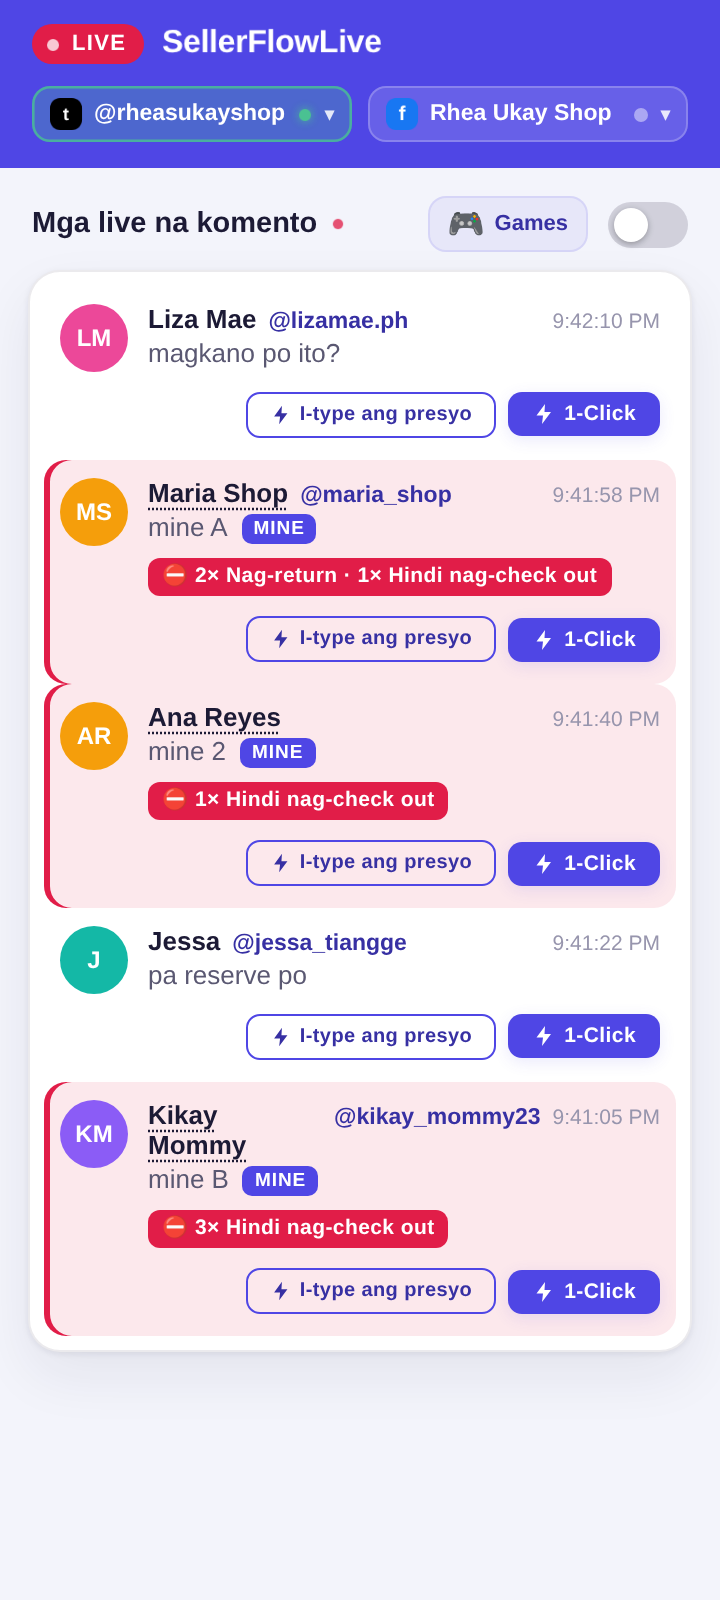 LIVE SellerFlowLive
t @rheasukayshop ▼ f Rhea Ukay Shop ▼
Mga live na komento Games
LM Liza Mae @lizamae.ph 9:42:10 PM
magkano po ito?
I-type ang presyo 1-Click
MS Maria Shop @maria_shop 9:41:58 PM
mine A MINE
2× Nag-return · 1× Hindi nag-check out
I-type ang presyo 1-Click
AR Ana Reyes 9:41:40 PM
mine 2 MINE
1× Hindi nag-check out
I-type ang presyo 1-Click
J Jessa @jessa_tiangge 9:41:22 PM
pa reserve po
I-type ang presyo 1-Click
KM Kikay @kikay_mommy23 9:41:05 PM
Mommy
mine B MINE
3× Hindi nag-check out
I-type ang presyo 1-Click